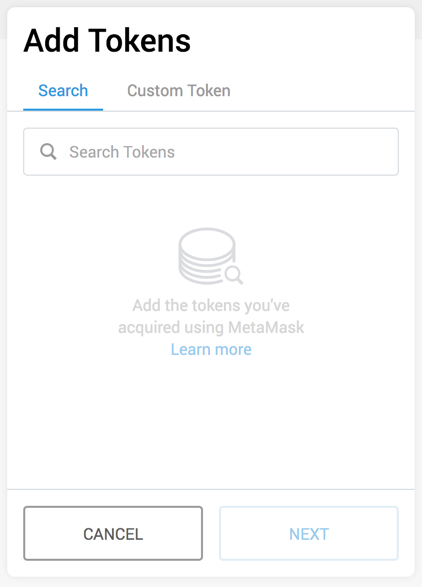 Add Tokens
Search
Custom Token
Search Tokens
Add the tokens you've
acquired using MetaMask
Learn more
CANCEL
NEXT